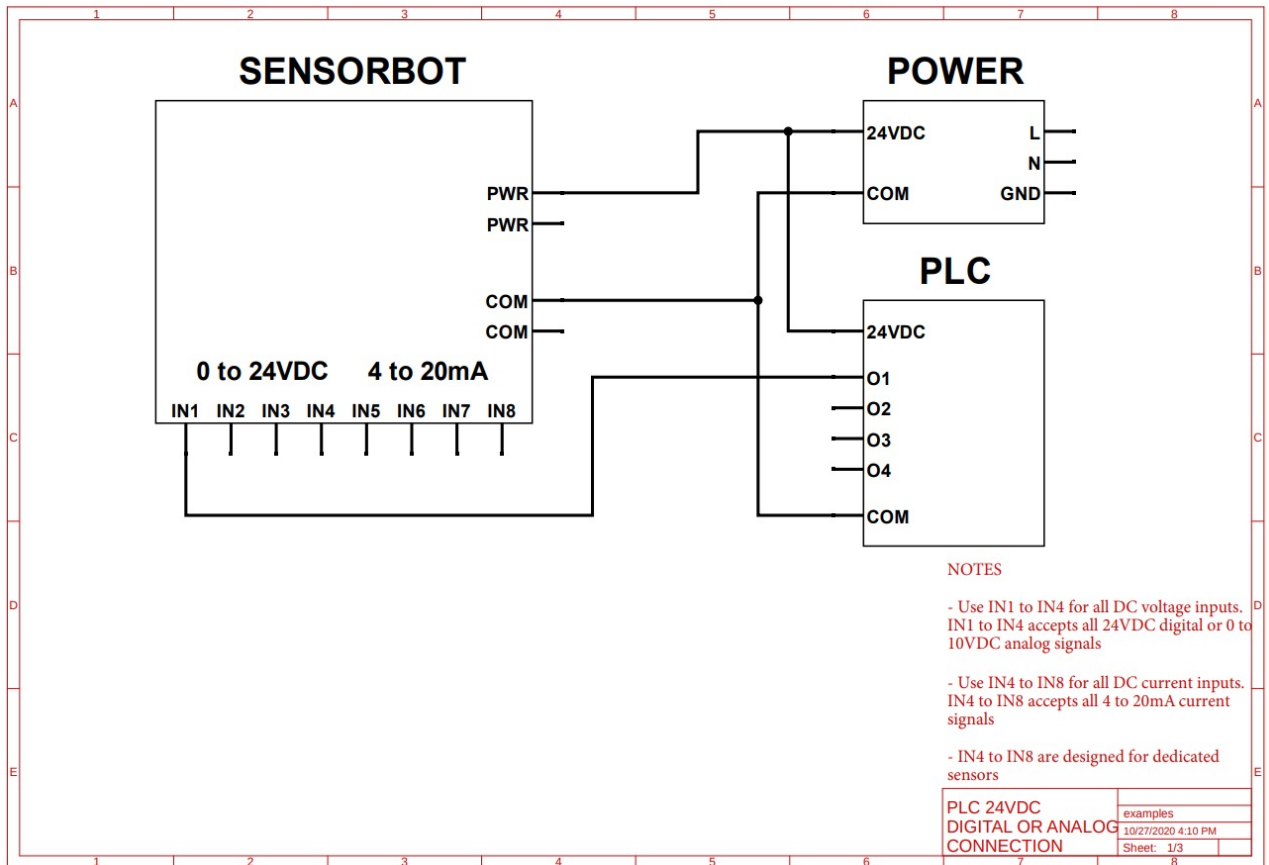 1 2 3 4 5 6 7 8
SENSORBOT
POWER
A
A
24VDC
L
N
PWR
COM
GND
PWR
PLC
B
B
COM
COM
24VDC
0 to 24VDC 4 to 20mA
O1
IN1 IN2 IN3 IN4 IN5 IN6 IN7 IN8
O2
C
C
O3
O4
COM
NOTES
D
D
- Use IN1 to IN4 for all DC voltage inputs.
IN1 to IN4 accepts all 24VDC digital or 0 to
10VDC analog signals
- Use IN4 to IN8 for all DC current inputs.
IN4 to IN8 accepts all 4 to 20mA current
signals
- IN4 to IN8 are designed for dedicated
sensors
E
E
PLC 24VDC
DIGITAL OR ANALOG
CONNECTION
examples
10/27/2020 4:10 PM
Sheet: 1/3
1 2 3 4 5 6 7 8